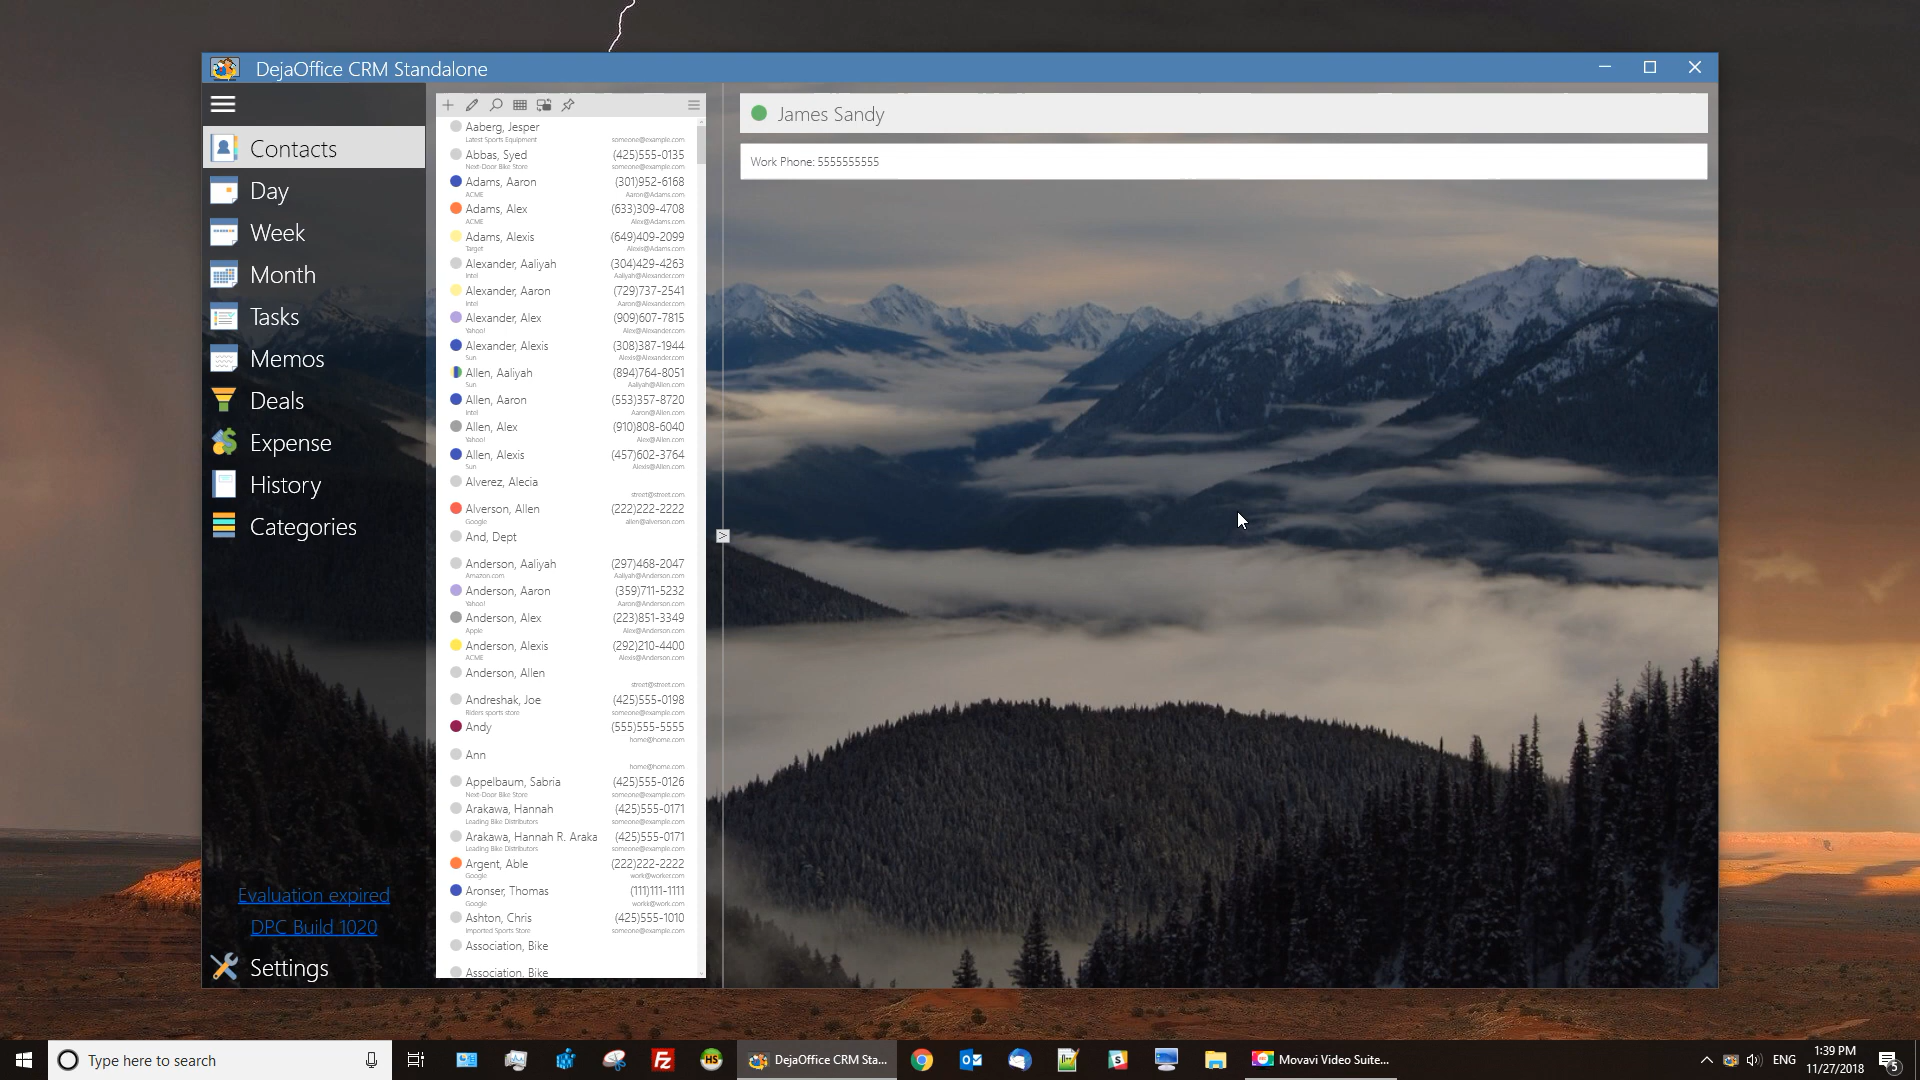 DejaOffice CRM Standalone
Contacts
Day
Week
Month
Tasks
Memos
Deals
Expense
History
Categories
Evaluation expired
DPC Build 1020
Settings
Aaberg, Jesper
Latest Sports Equipment someone@example.com
Abbas, Syed (425)555-0135
Next-Door Bike Store someone@example.com
Adams, Aaron (301)952-6168
ACME Aaron@Adams.com
Adams, Alex (633)309-4708
ACME Alex@Adams.com
Adams, Alexis (649)409-2099
Target Alexis@Adams.com
Alexander, Aaliyah (304)429-4263
Intel Aaliyah@Alexander.com
Alexander, Aaron (729)737-2541
Intel Aaron@Alexander.com
Alexander, Alex (909)607-7815
Yahoo! Alex@Alexander.com
Alexander, Alexis (308)387-1944
Sun Alexis@Alexander.com
Allen, Aaliyah (894)764-8051
Sun Aaliyah@Allen.com
Allen, Aaron (553)357-8720
Intel Aaron@Allen.com
Allen, Alex (910)808-6040
Yahoo! Alex@Allen.com
Allen, Alexis (457)602-3764
Sun Alexis@Allen.com
Alverez, Alecia
street@street.com
Alverson, Allen (222)222-2222
Google allen@alverson.com
And, Dept
Anderson, Aaliyah (297)468-2047
Amazon.com Aaliyah@Anderson.com
Anderson, Aaron (359)711-5232
Yahoo! Aaron@Anderson.com
Anderson, Alex (223)851-3349
Apple Alex@Anderson.com
Anderson, Alexis (292)210-4400
ACME Alexis@Anderson.com
Anderson, Allen
street@street.com
Andreshak, Joe (425)555-0198
Riders sports store someone@example.com
Andy (555)555-5555
home@home.com
Ann
home@home.com
Appelbaum, Sabria (425)555-0126
Next-Door Bike Store someone@example.com
Arakawa, Hannah (425)555-0171
Leading Bike Distributors someone@example.com
Arakawa, Hannah R. Araka (425)555-0171
Leading Bike Distributors someone@example.com
Argent, Able (222)222-2222
Google work@worker.com
Aronser, Thomas (111)111-1111
Google workk@work.com
Ashton, Chris (425)555-1010
Imported Sports Store someone@example.com
Association, Bike
Association, Bike
James Sandy
Work Phone: 5555555555
Type here to search
HS
DejaOffice CRM Sta...
Movavi Video Suite...
ENG
1:39 PM
11/27/2018
5